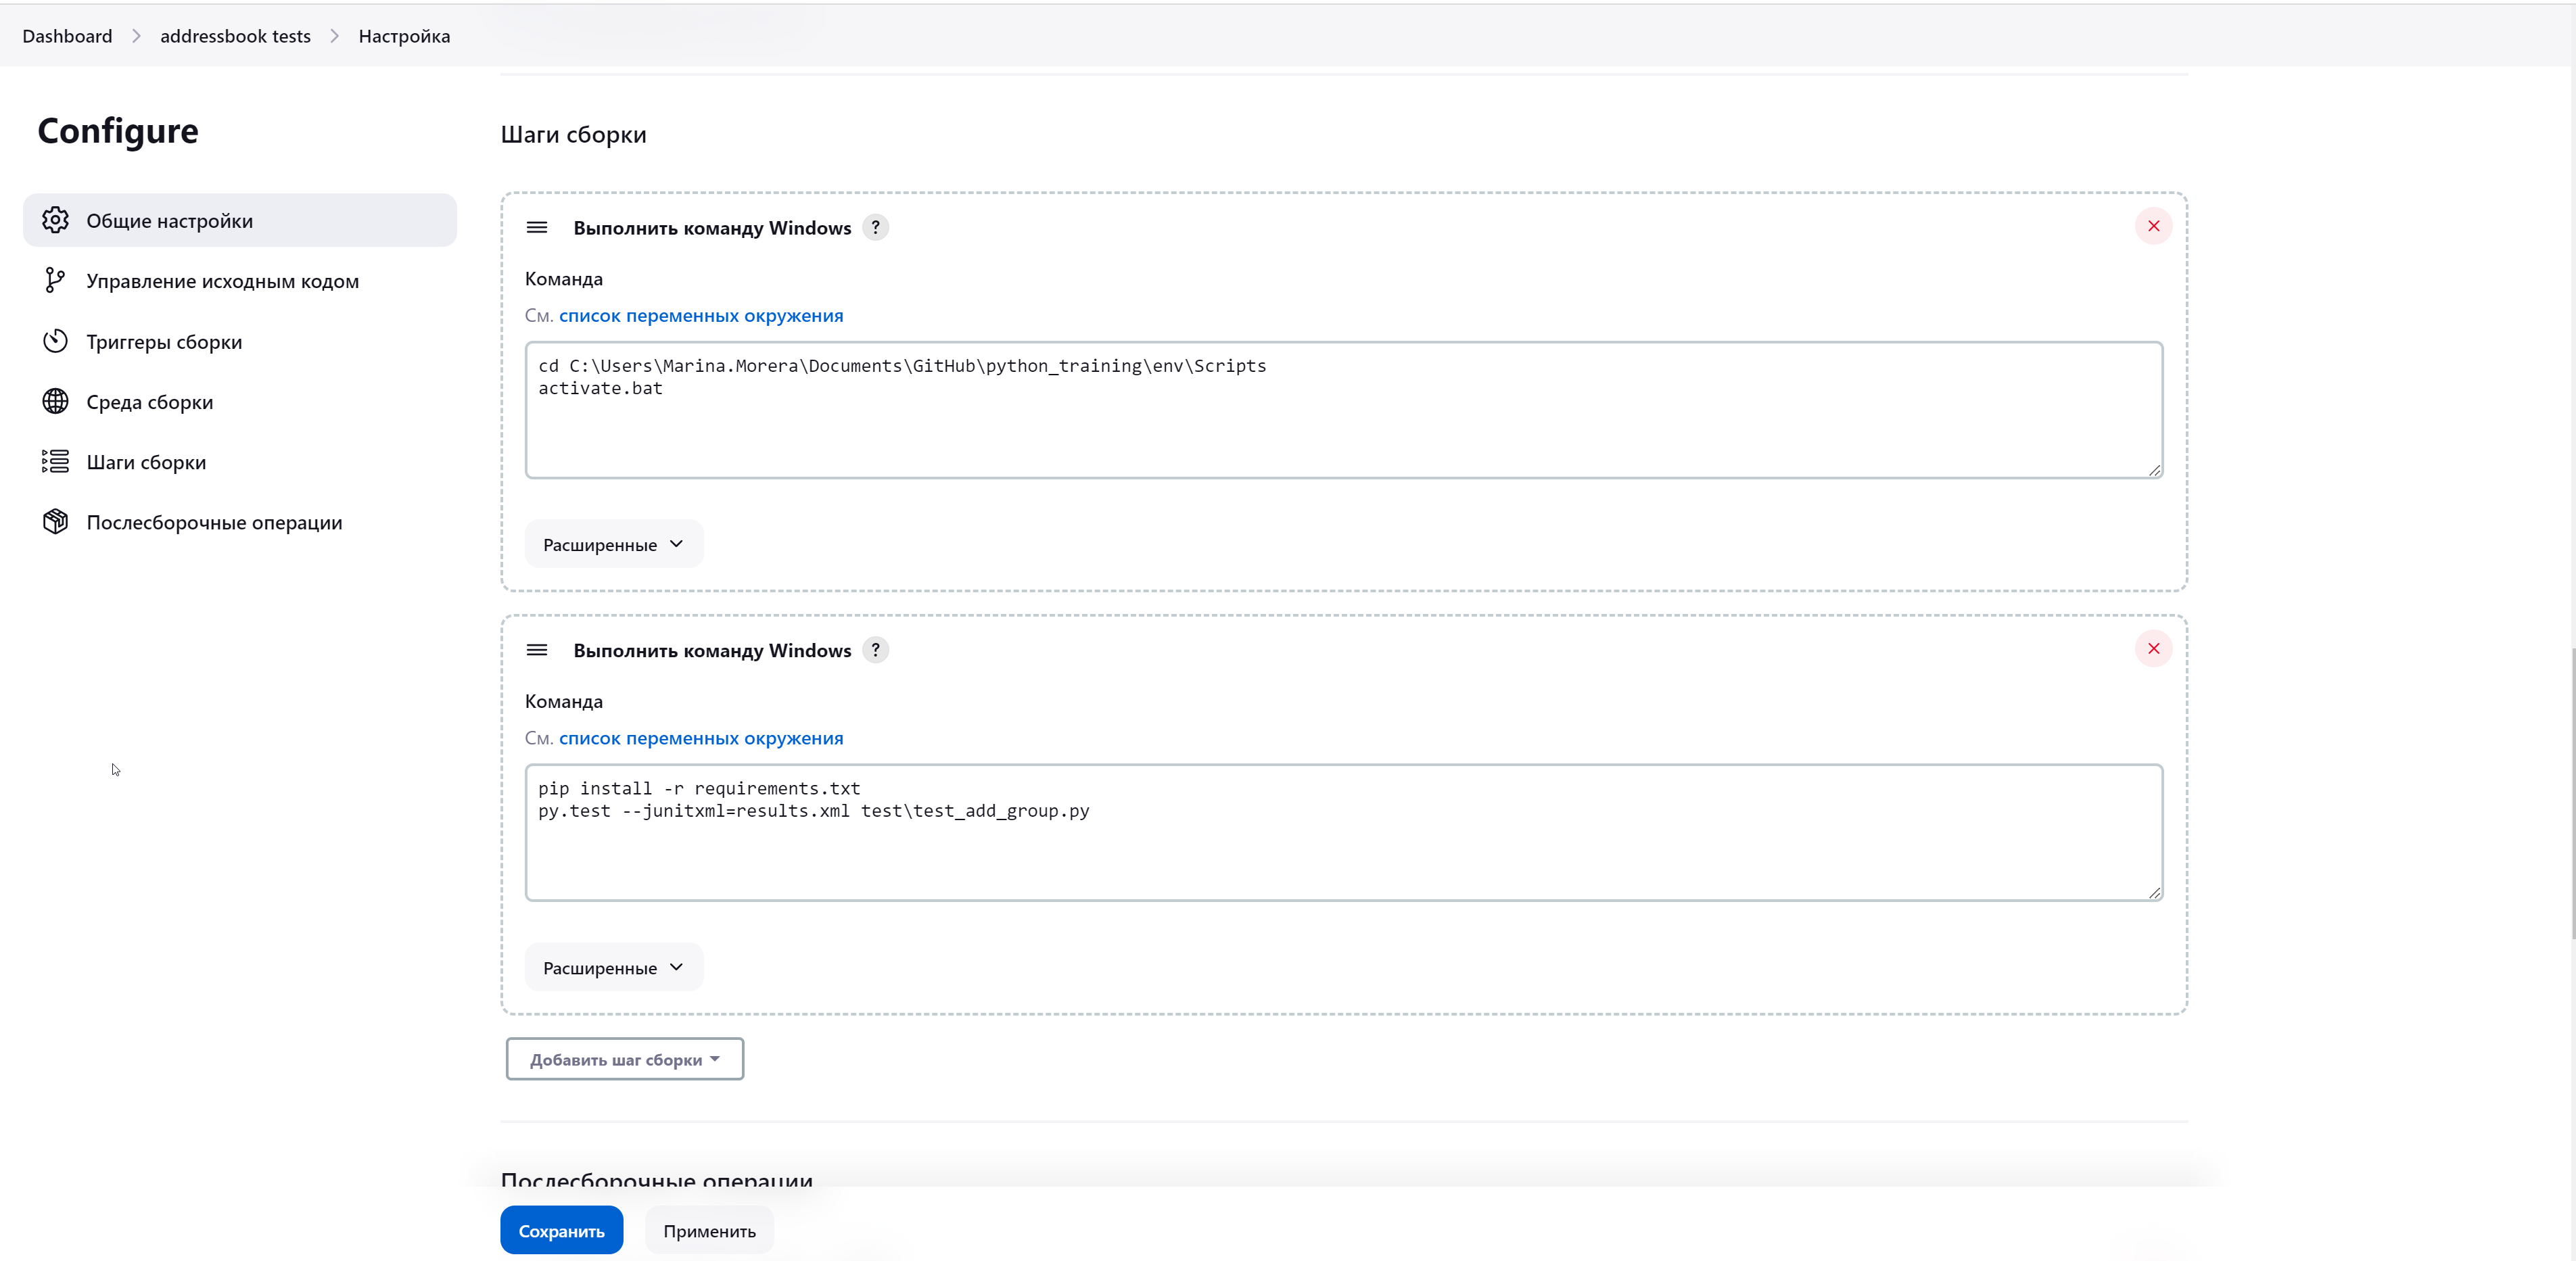 Dashboard > addressbook tests > Настройка
Configure
Общие настройки
Управление исходным кодом
Триггеры сборки
Среда сборки
Шаги сборки
Послесборочные операции
Шаги сборки
Выполнить команду Windows ?
Команда
См. список переменных окружения
cd C:\Users\Marina.Morera\Documents\GitHub\python_training\env\Scripts
activate.bat
Расширенные
Выполнить команду Windows ?
Команда
См. список переменных окружения
pip install -r requirements.txt
py.test --junitxml=results.xml test\test_add_group.py
Расширенные
Добавить шаг сборки
Послесборочные операции
Сохранить
Применить